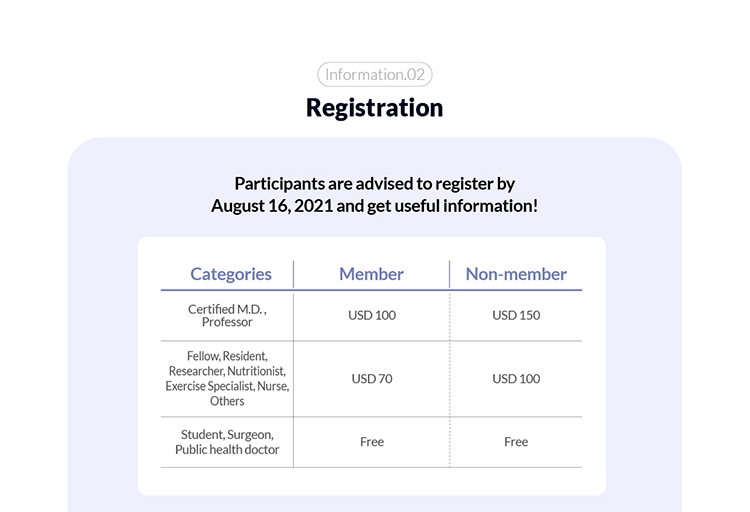 Information.02
Registration
Participants are advised to register by
August 16, 2021 and get useful information!
Categories Member Non-member
Certified M.D. ,
Professor
USD 100 USD 150
Fellow, Resident,
Researcher, Nutritionist,
Exercise Specialist, Nurse,
Others
USD 70 USD 100
Student, Surgeon,
Public health doctor
Free Free